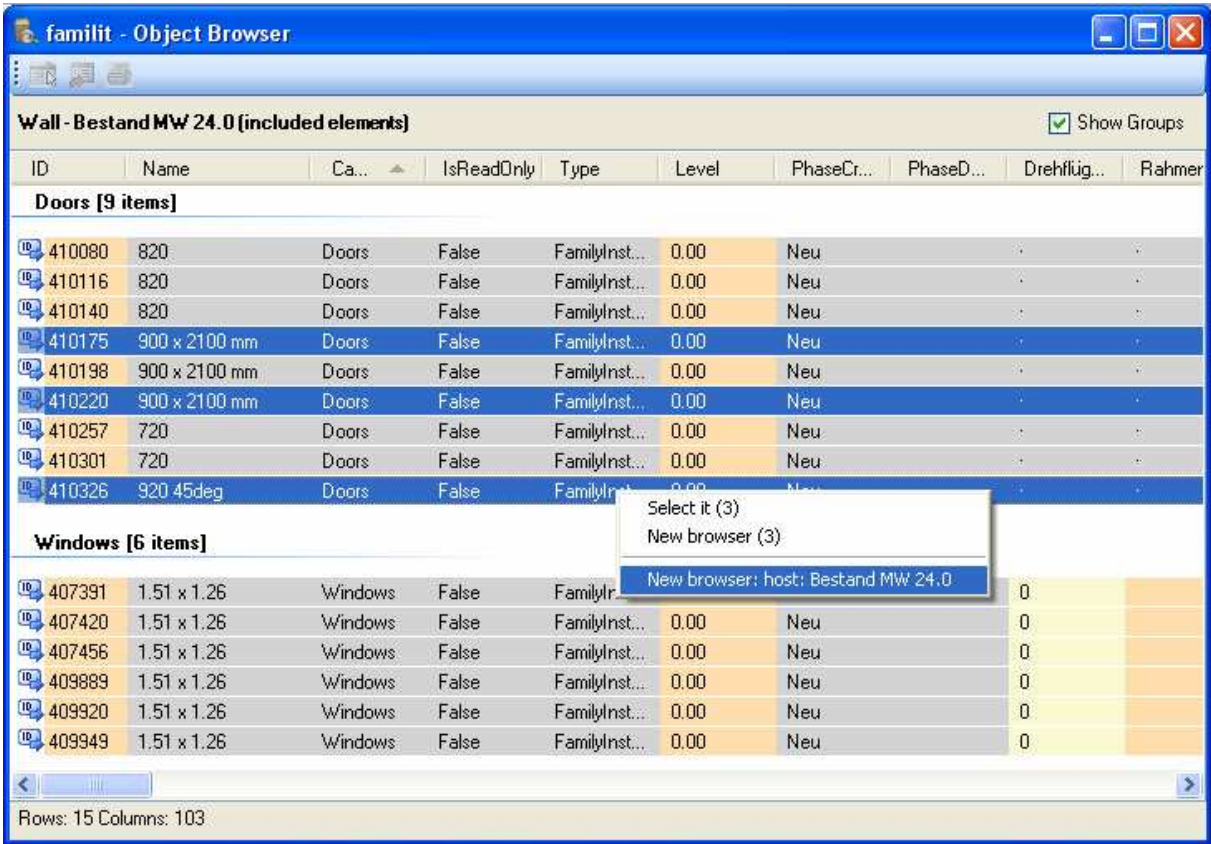 familit - Object Browser
Wall - Bestand MW 24.0 (included elements) Show Groups
ID Name Ca... IsReadOnly Type Level PhaseCr... PhaseD... Drehflüg... Rahmer
Doors [9 items]
410080 820 Doors False FamilyInst... 0.00 Neu
410116 820 Doors False FamilyInst... 0.00 Neu
410140 820 Doors False FamilyInst... 0.00 Neu
410175 900 x 2100 mm Doors False FamilyInst... 0.00 Neu
410198 900 x 2100 mm Doors False FamilyInst... 0.00 Neu
410220 900 x 2100 mm Doors False FamilyInst... 0.00 Neu
410257 720 Doors False FamilyInst... 0.00 Neu
410301 720 Doors False FamilyInst... 0.00 Neu
410326 920 45deg Doors False
Select it (3)
New browser (3)
New browser: host: Bestand MW 24.0
Windows [6 items]
407391 1.51 x 1.26 Windows False 0
407420 1.51 x 1.26 Windows False FamilyInst... 0.00 Neu 0
407456 1.51 x 1.26 Windows False FamilyInst... 0.00 Neu 0
409889 1.51 x 1.26 Windows False FamilyInst... 0.00 Neu 0
409920 1.51 x 1.26 Windows False FamilyInst... 0.00 Neu 0
409949 1.51 x 1.26 Windows False FamilyInst... 0.00 Neu 0
Rows: 15 Columns: 103